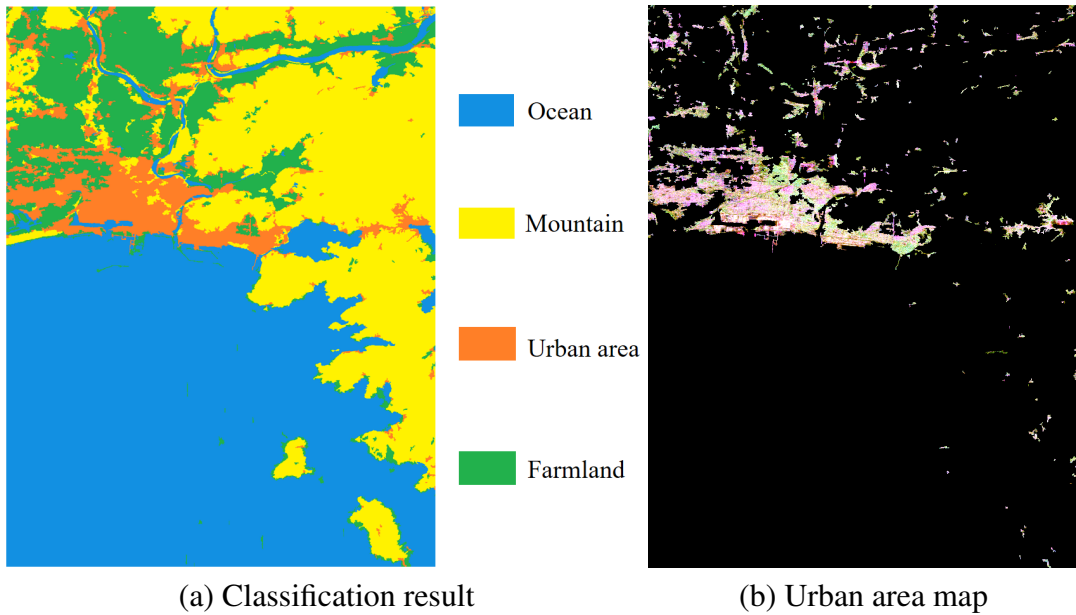 Ocean
Mountain
Urban area
Farmland
(a) Classification result
(b) Urban area map